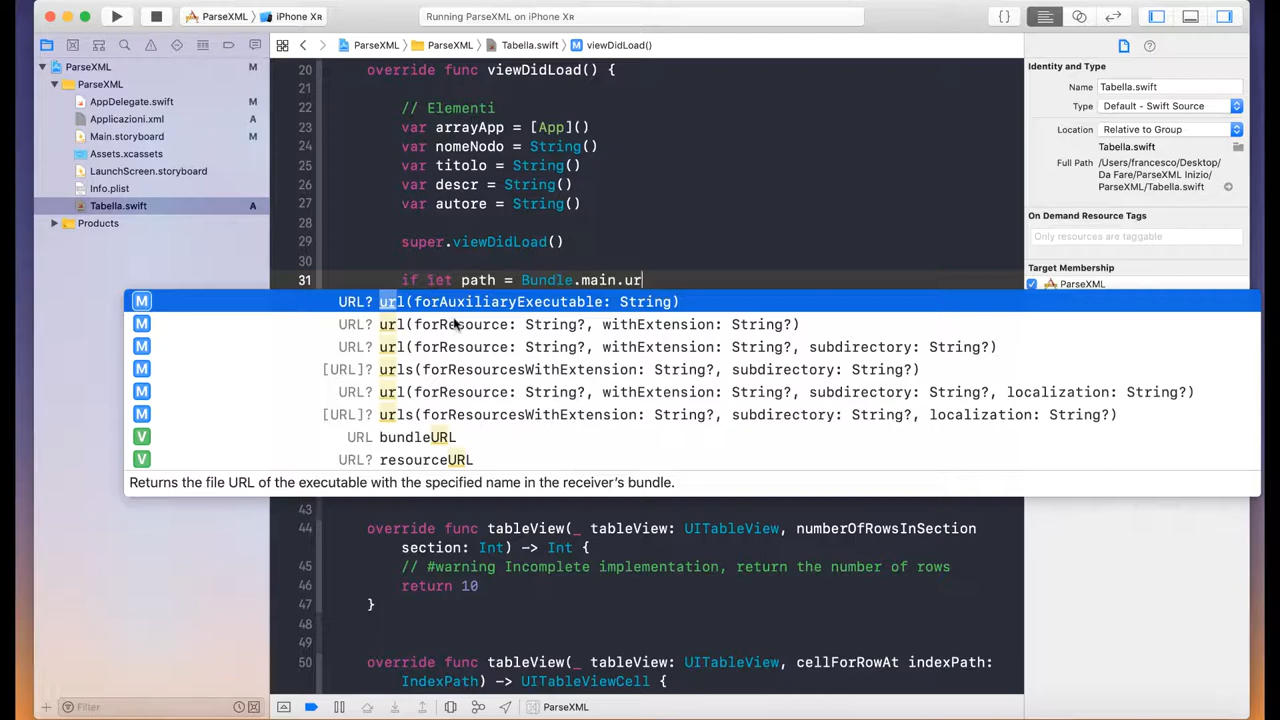 ParseXML
iPhone XR
Running ParseXML on iPhone XR
{ }
ParseXML
ParseXML
Tabella.swift
M viewDidLoad()
ParseXML M
ParseXML
AppDelegate.swift M
Applicazioni.xml A
Main.storyboard M
Assets.xcassets
LaunchScreen.storyboard
Info.plist
Tabella.swift A
Products
20 override func viewDidLoad() {
21
22 // Elementi
23 var arrayApp = [App]()
24 var nomeNodo = String()
25 var titolo = String()
26 var descr = String()
27 var autore = String()
28
29 super.viewDidLoad()
30
31 if let path = Bundle.main.ur
M URL? url(forAuxiliaryExecutable: String)
M URL? url(forResource: String?, withExtension: String?)
M URL? url(forResource: String?, withExtension: String?, subdirectory: String?)
M [URL]? urls(forResourcesWithExtension: String?, subdirectory: String?)
M URL? url(forResource: String?, withExtension: String?, subdirectory: String?, localization: String?)
M [URL]? urls(forResourcesWithExtension: String?, subdirectory: String?, localization: String?)
V URL bundleURL
V URL? resourceURL
Returns the file URL of the executable with the specified name in the receiver's bundle.
43
44 override func tableView(_ tableView: UITableView, numberOfRowsInSection
section: Int) -> Int {
45 // #warning Incomplete implementation, return the number of rows
46 return 10
47 }
48
49
50 override func tableView(_ tableView: UITableView, cellForRowAt indexPath:
IndexPath) -> UITableViewCell {
Identity and Type
Name Tabella.swift
Type Default - Swift Source
Location Relative to Group
Tabella.swift
Full Path /Users/francesco/Desktop/
Da Fare/ParseXML Inizio/
ParseXML/Tabella.swift
On Demand Resource Tags
Only resources are taggable
Target Membership
ParseXML
Filter
ParseXML